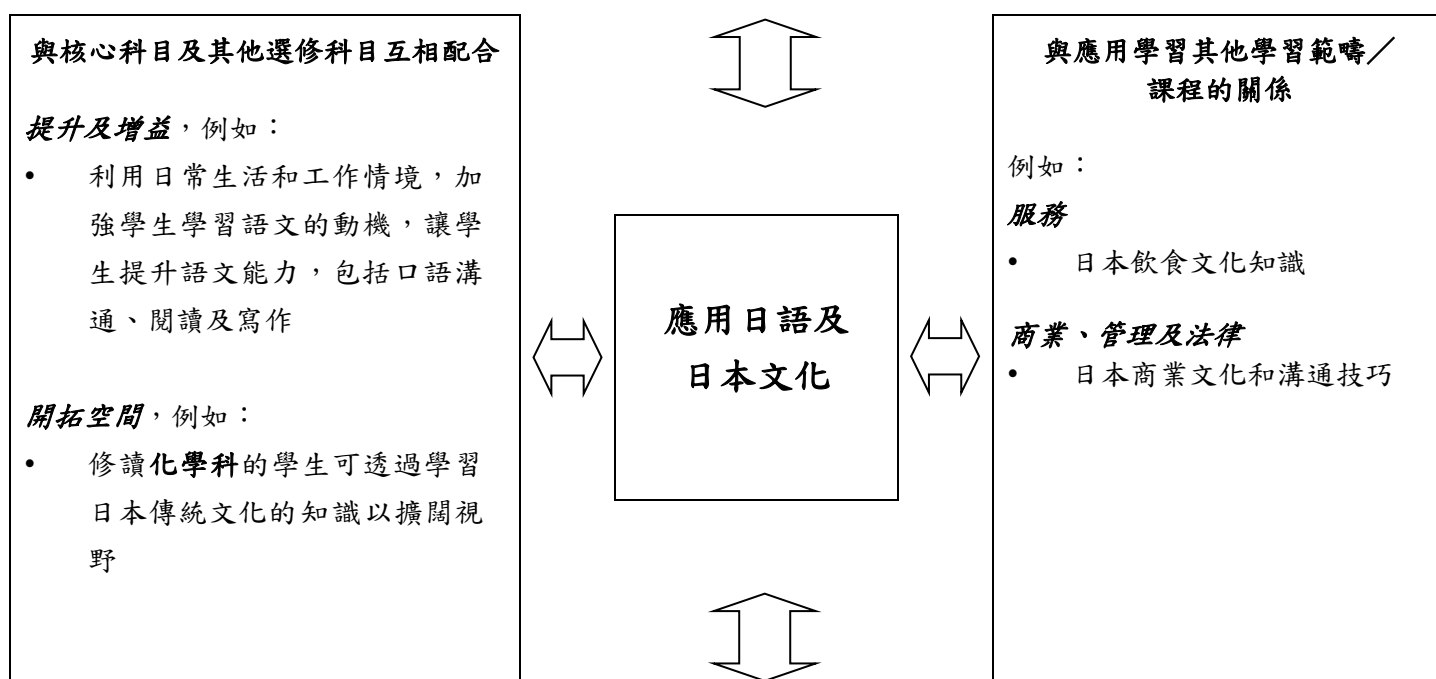 與核心科目及其他選修科目互相配合
提升及增益，例如：
• 利用日常生活和工作情境，加
強學生學習語文的動機，讓學
生提升語文能力，包括口語溝
通、閱讀及寫作
開拓空間，例如：
• 修讀化學科的學生可透過學習
日本傳統文化的知識以擴闊視
野
應用日語及
日本文化
與應用學習其他學習範疇／
課程的關係
例如：
服務
• 日本飲食文化知識
商業、管理及法律
• 日本商業文化和溝通技巧